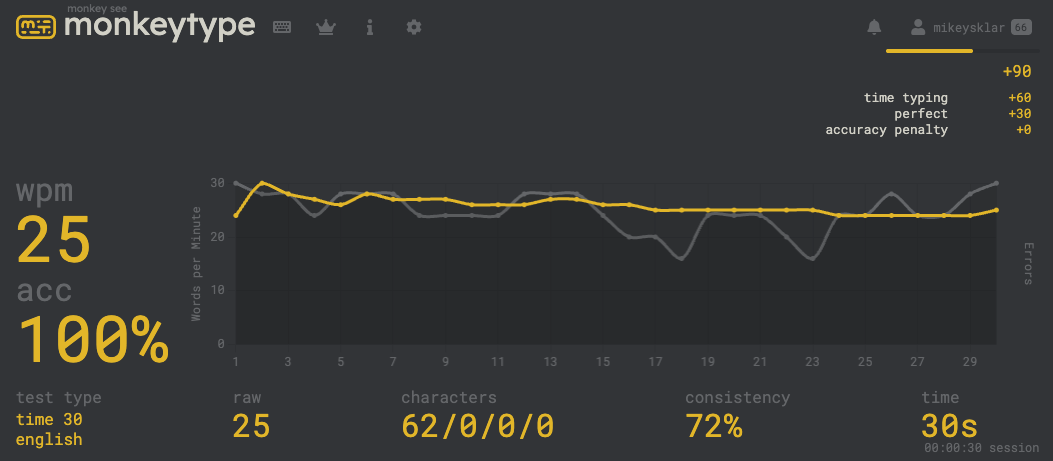 monkey see
monkeytype
mikeysklar 66
+90
time typing +60
perfect +30
accuracy penalty +0
wpm
25
acc
100%
Words per Minute
30
20
10
0
1 3 5 7 9 11 13 15 17 19 21 23 25 27 29
Errors
test type
time 30
english
raw
25
characters
62/0/0/0
consistency
72%
time
30s
00:00:30 session